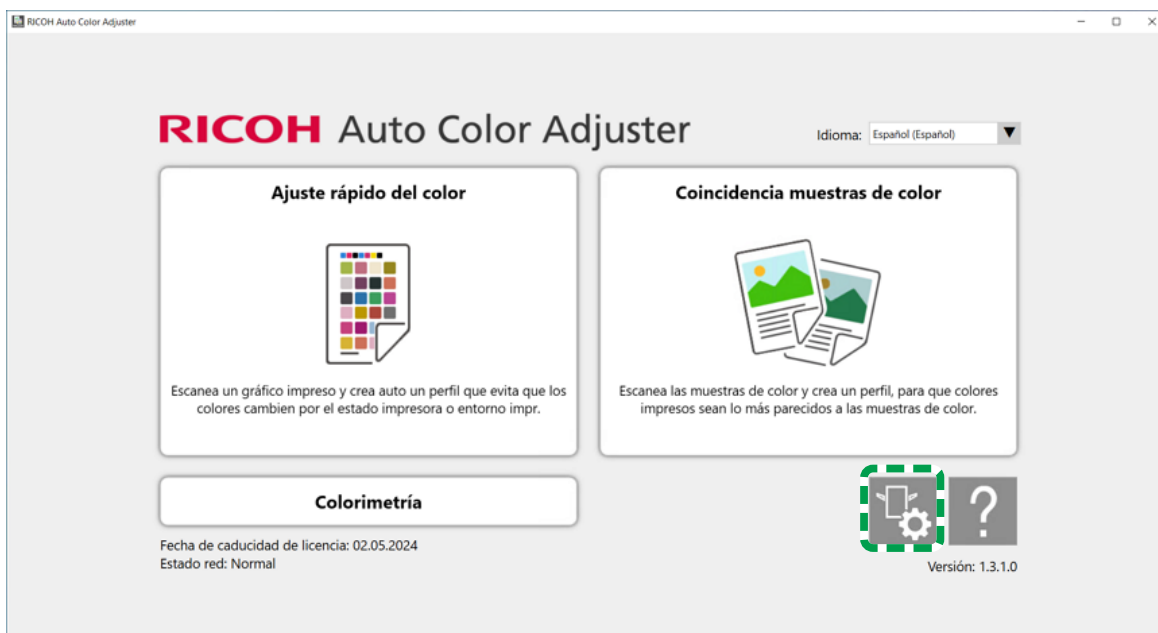 RICOH Auto Color Adjuster
RICOH Auto Color Adjuster
Idioma: Español (Español)
Ajuste rápido del color
Escanea un gráfico impreso y crea auto un perfil que evita que los
colores cambien por el estado impresora o entorno impr.
Coincidencia muestras de color
Escanea las muestras de color y crea un perfil, para que colores
impresos sean lo más parecidos a las muestras de color.
Colorimetría
?
Fecha de caducidad de licencia: 02.05.2024
Estado red: Normal
Versión: 1.3.1.0